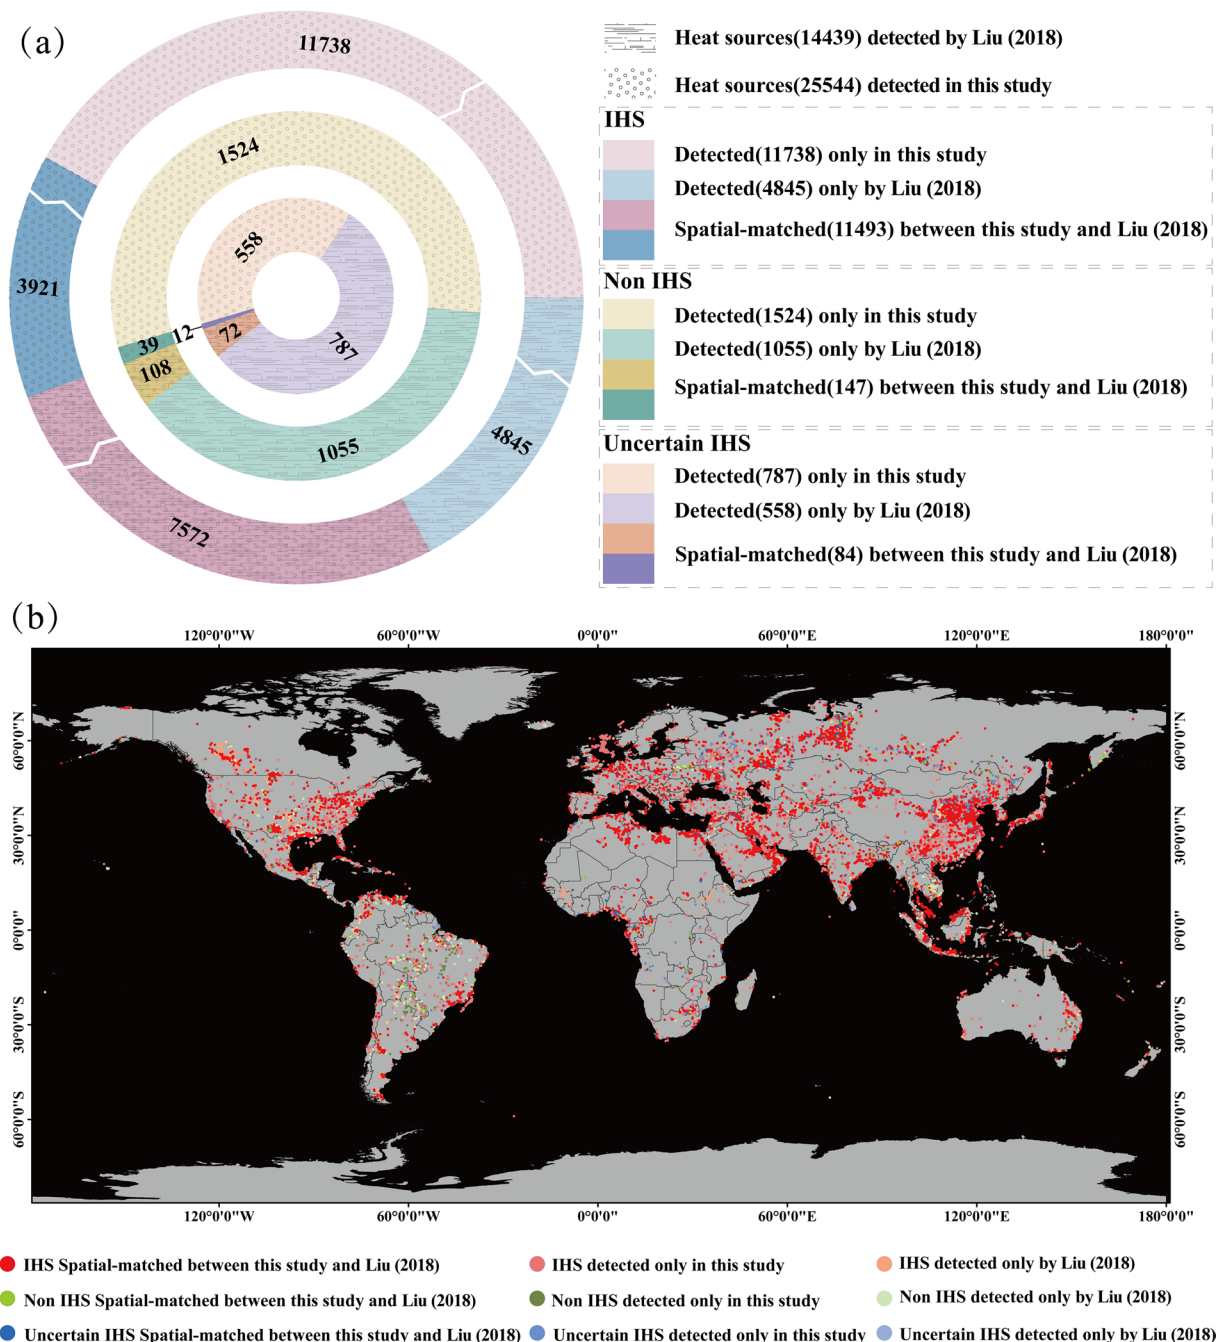 (a)
11738
1524
558
3921
12
39
72
108
787
1055
4845
7572
Heat sources(14439) detected by Liu (2018)
Heat sources(25544) detected in this study
IHS
Detected(11738) only in this study
Detected(4845) only by Liu (2018)
Spatial-matched(11493) between this study and Liu (2018)
Non IHS
Detected(1524) only in this study
Detected(1055) only by Liu (2018)
Spatial-matched(147) between this study and Liu (2018)
Uncertain IHS
Detected(787) only in this study
Detected(558) only by Liu (2018)
Spatial-matched(84) between this study and Liu (2018)
(b)
120°0'0"W 60°0'0"W 0°0'0" 60°0'0"E 120°0'0"E 180°0'0"
60°0'0"N 60°0'0"N
30°0'0"N 30°0'0"N
0°0'0" 0°0'0"
30°0'0"S 30°0'0"S
60°0'0"S 60°0'0"S
120°0'0"W 60°0'0"W 0°0'0" 60°0'0"E 120°0'0"E 180°0'0"
IHS Spatial-matched between this study and Liu (2018) IHS detected only in this study IHS detected only by Liu (2018)
Non IHS Spatial-matched between this study and Liu (2018) Non IHS detected only in this study Non IHS detected only by Liu (2018)
Uncertain IHS Spatial-matched between this study and Liu (2018) Uncertain IHS detected only in this study Uncertain IHS detected only by Liu (2018)